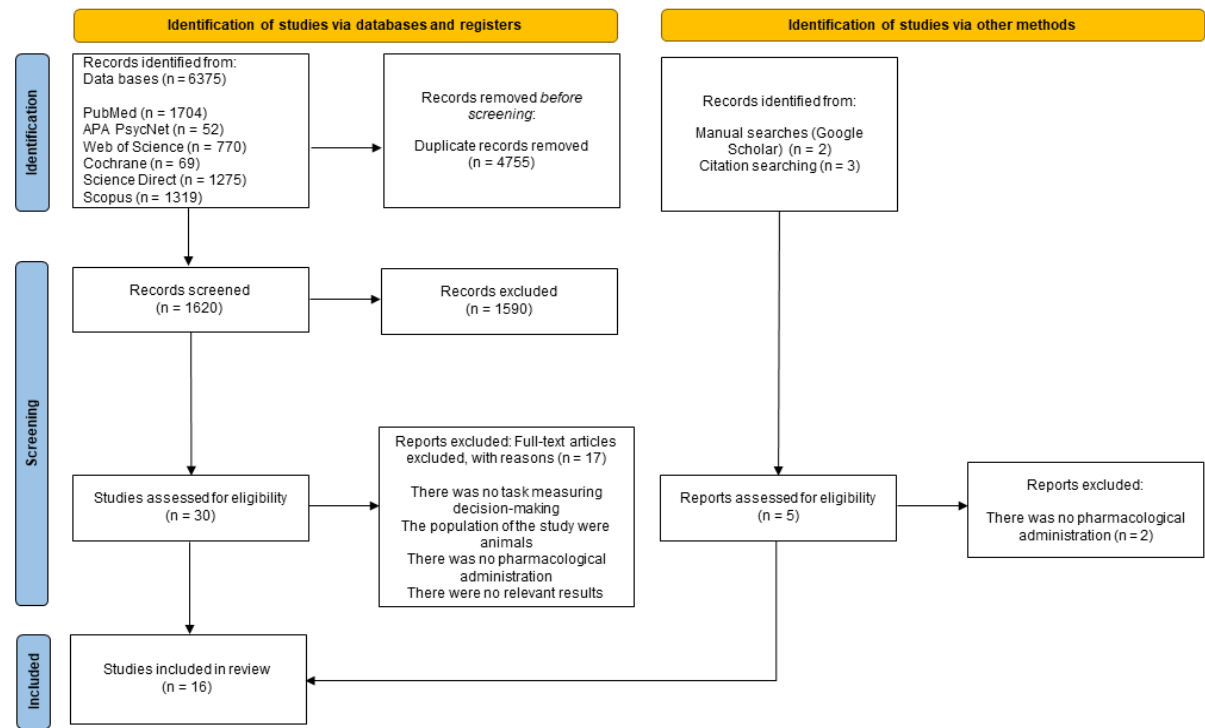 Identification of studies via databases and registers
Identification of studies via other methods
Identification
Records identified from:
Data bases (n = 6375)
PubMed (n = 1704)
APA PsycNet (n = 52)
Web of Science (n = 770)
Cochrane (n = 69)
Science Direct (n = 1275)
Scopus (n = 1319)
Records removed before
screening:
Duplicate records removed
(n = 4755)
Records identified from:
Manual searches (Google
Scholar) (n = 2)
Citation searching (n = 3)
Screening
Records screened
(n = 1620)
Records excluded
(n = 1590)
Studies assessed for eligibility
(n = 30)
Reports excluded: Full-text articles
excluded, with reasons (n = 17)
There was no task measuring
decision-making
The population of the study were
animals
There was no pharmacological
administration
There were no relevant results
Reports assessed for eligibility
(n = 5)
Reports excluded:
There was no pharmacological
administration (n = 2)
Included
Studies included in review
(n = 16)